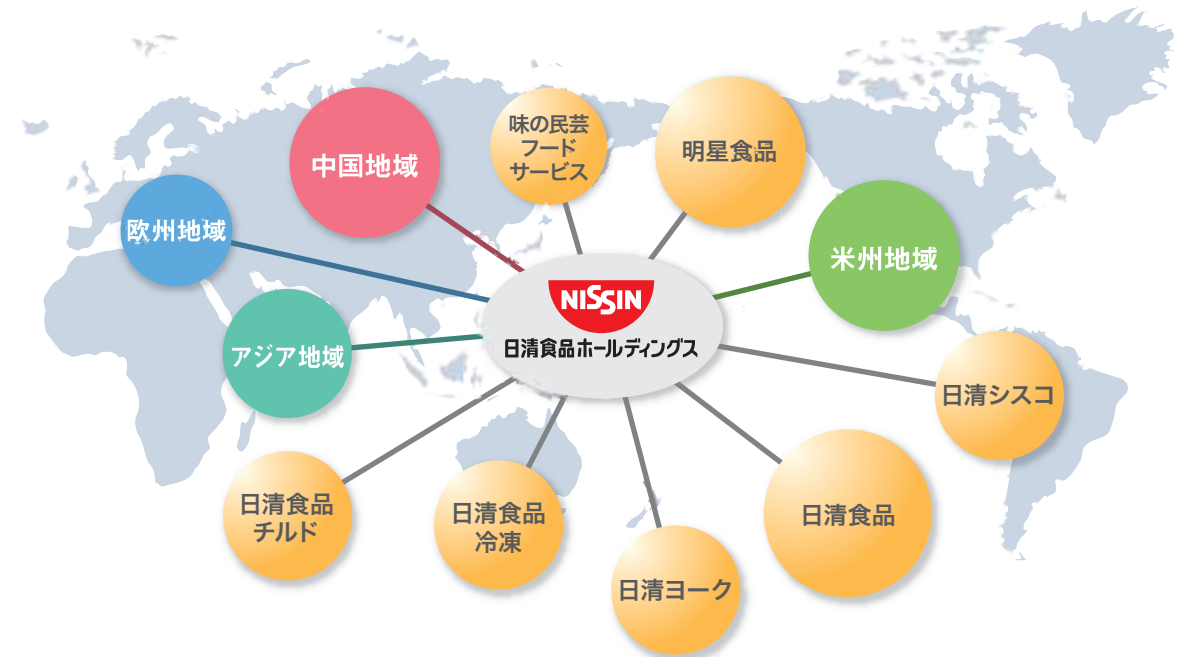 味の民芸
フード
サービス
明星食品
中国地域
欧州地域
米州地域
NISSIN
日清食品ホールディングス
アジア地域
日清シスコ
日清食品
チルド
日清食品
冷凍
日清食品
日清ヨーク